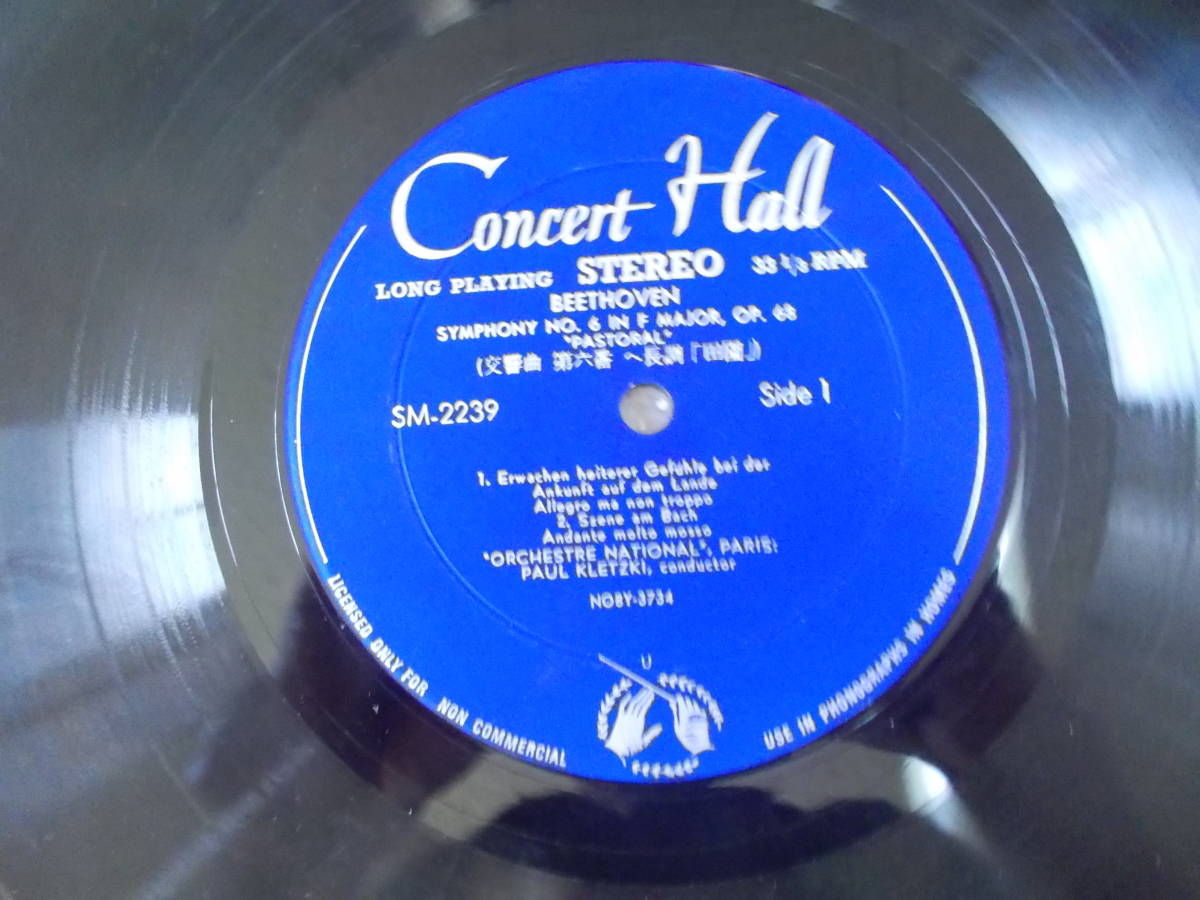 Concert Hall
LONG PLAYING STEREO 33 1/3 RPM
BEETHOVEN
SYMPHONY NO. 6 IN F MAJOR, OP. 68
"PASTORAL"
(交響曲 第六番 ヘ長調「田園」)
SM-2239 Side 1
1. Erwachen heiterer Gefühle bei der
Ankunft auf dem Lande
Allegro ma non troppo
2. Szene am Bach
Andante molto mosso
"ORCHESTRE NATIONAL", PARIS:
PAUL KLETZKI, conductor
NOBY-3734
U
LICENSED ONLY FOR NON COMMERCIAL USE IN PHONOGRAPHS IN HOMES